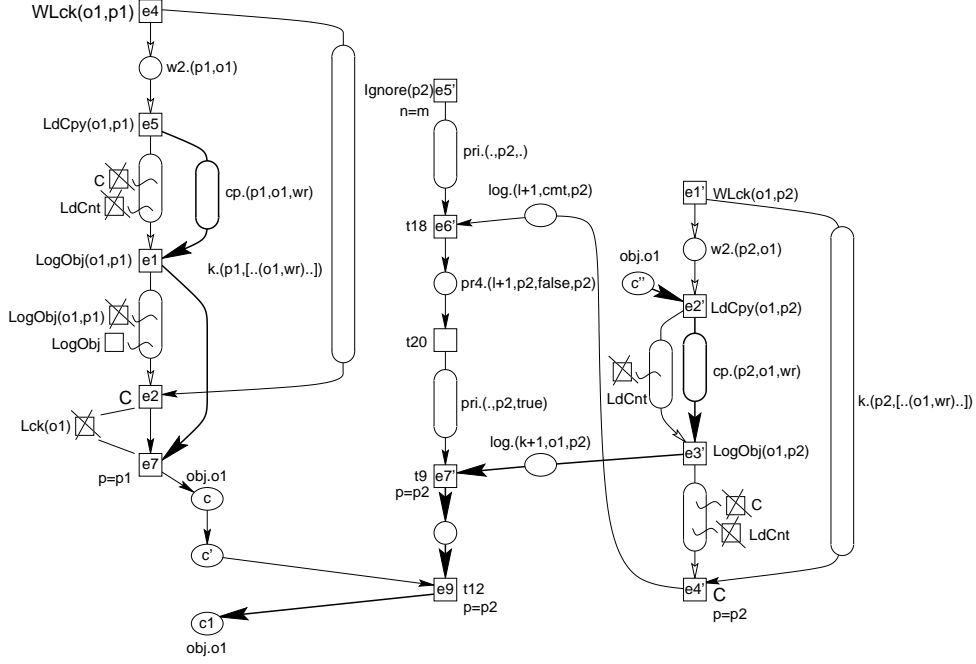 WLck(o1,p1) e4
w2.(p1,o1)
LdCpy(o1,p1) e5
C
LdCnt
cp.(p1,o1,wr)
LogObj(o1,p1) e1
k.(p1,[..(o1,wr)..])
LogObj(o1,p1)
LogObj
C e2
Lck(o1)
e7
p=p1
obj.o1
c
c'
c1
obj.o1
Ignore(p2) e5'
n=m
pri.(.,p2,.)
log.(l+1,cmt,p2)
t18 e6'
pr4.(l+1,p2,false,p2)
t20
pri.(.,p2,true)
log.(k+1,o1,p2)
t9 e7'
p=p2
e9 t12
p=p2
e1' WLck(o1,p2)
w2.(p2,o1)
obj.o1
c''
e2' LdCpy(o1,p2)
cp.(p2,o1,wr)
LdCnt
k.(p2,[..(o1,wr)..])
e3' LogObj(o1,p2)
C
LdCnt
e4' C
p=p2